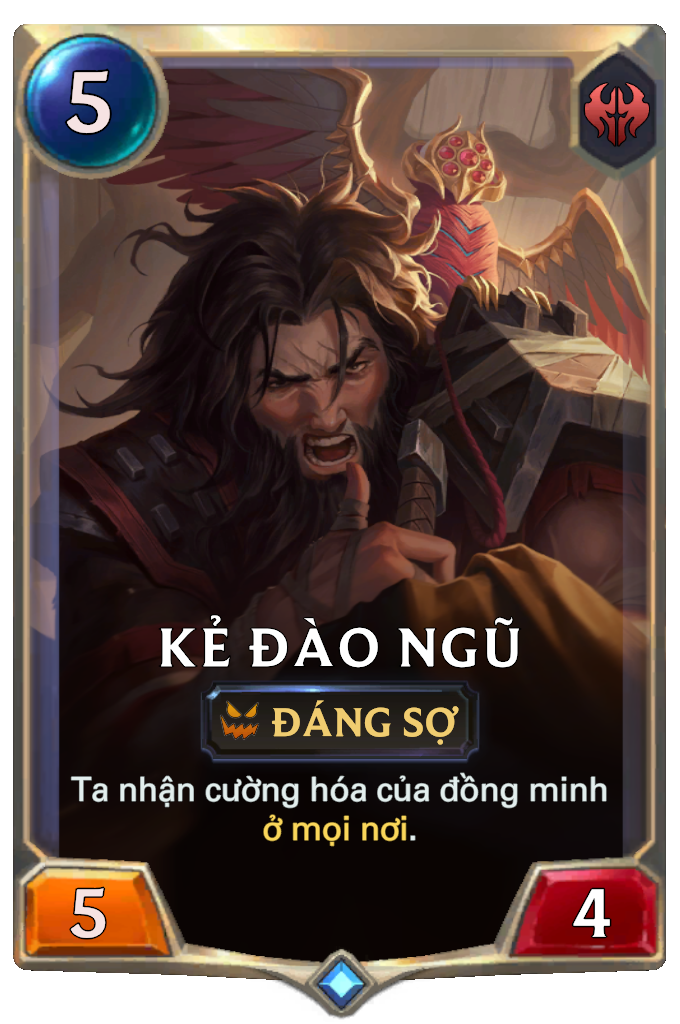 5
KẺ ĐÀO NGŨ
ĐÁNG SỢ
Ta nhận cường hóa của đồng minh
ở mọi nơi.
5
4